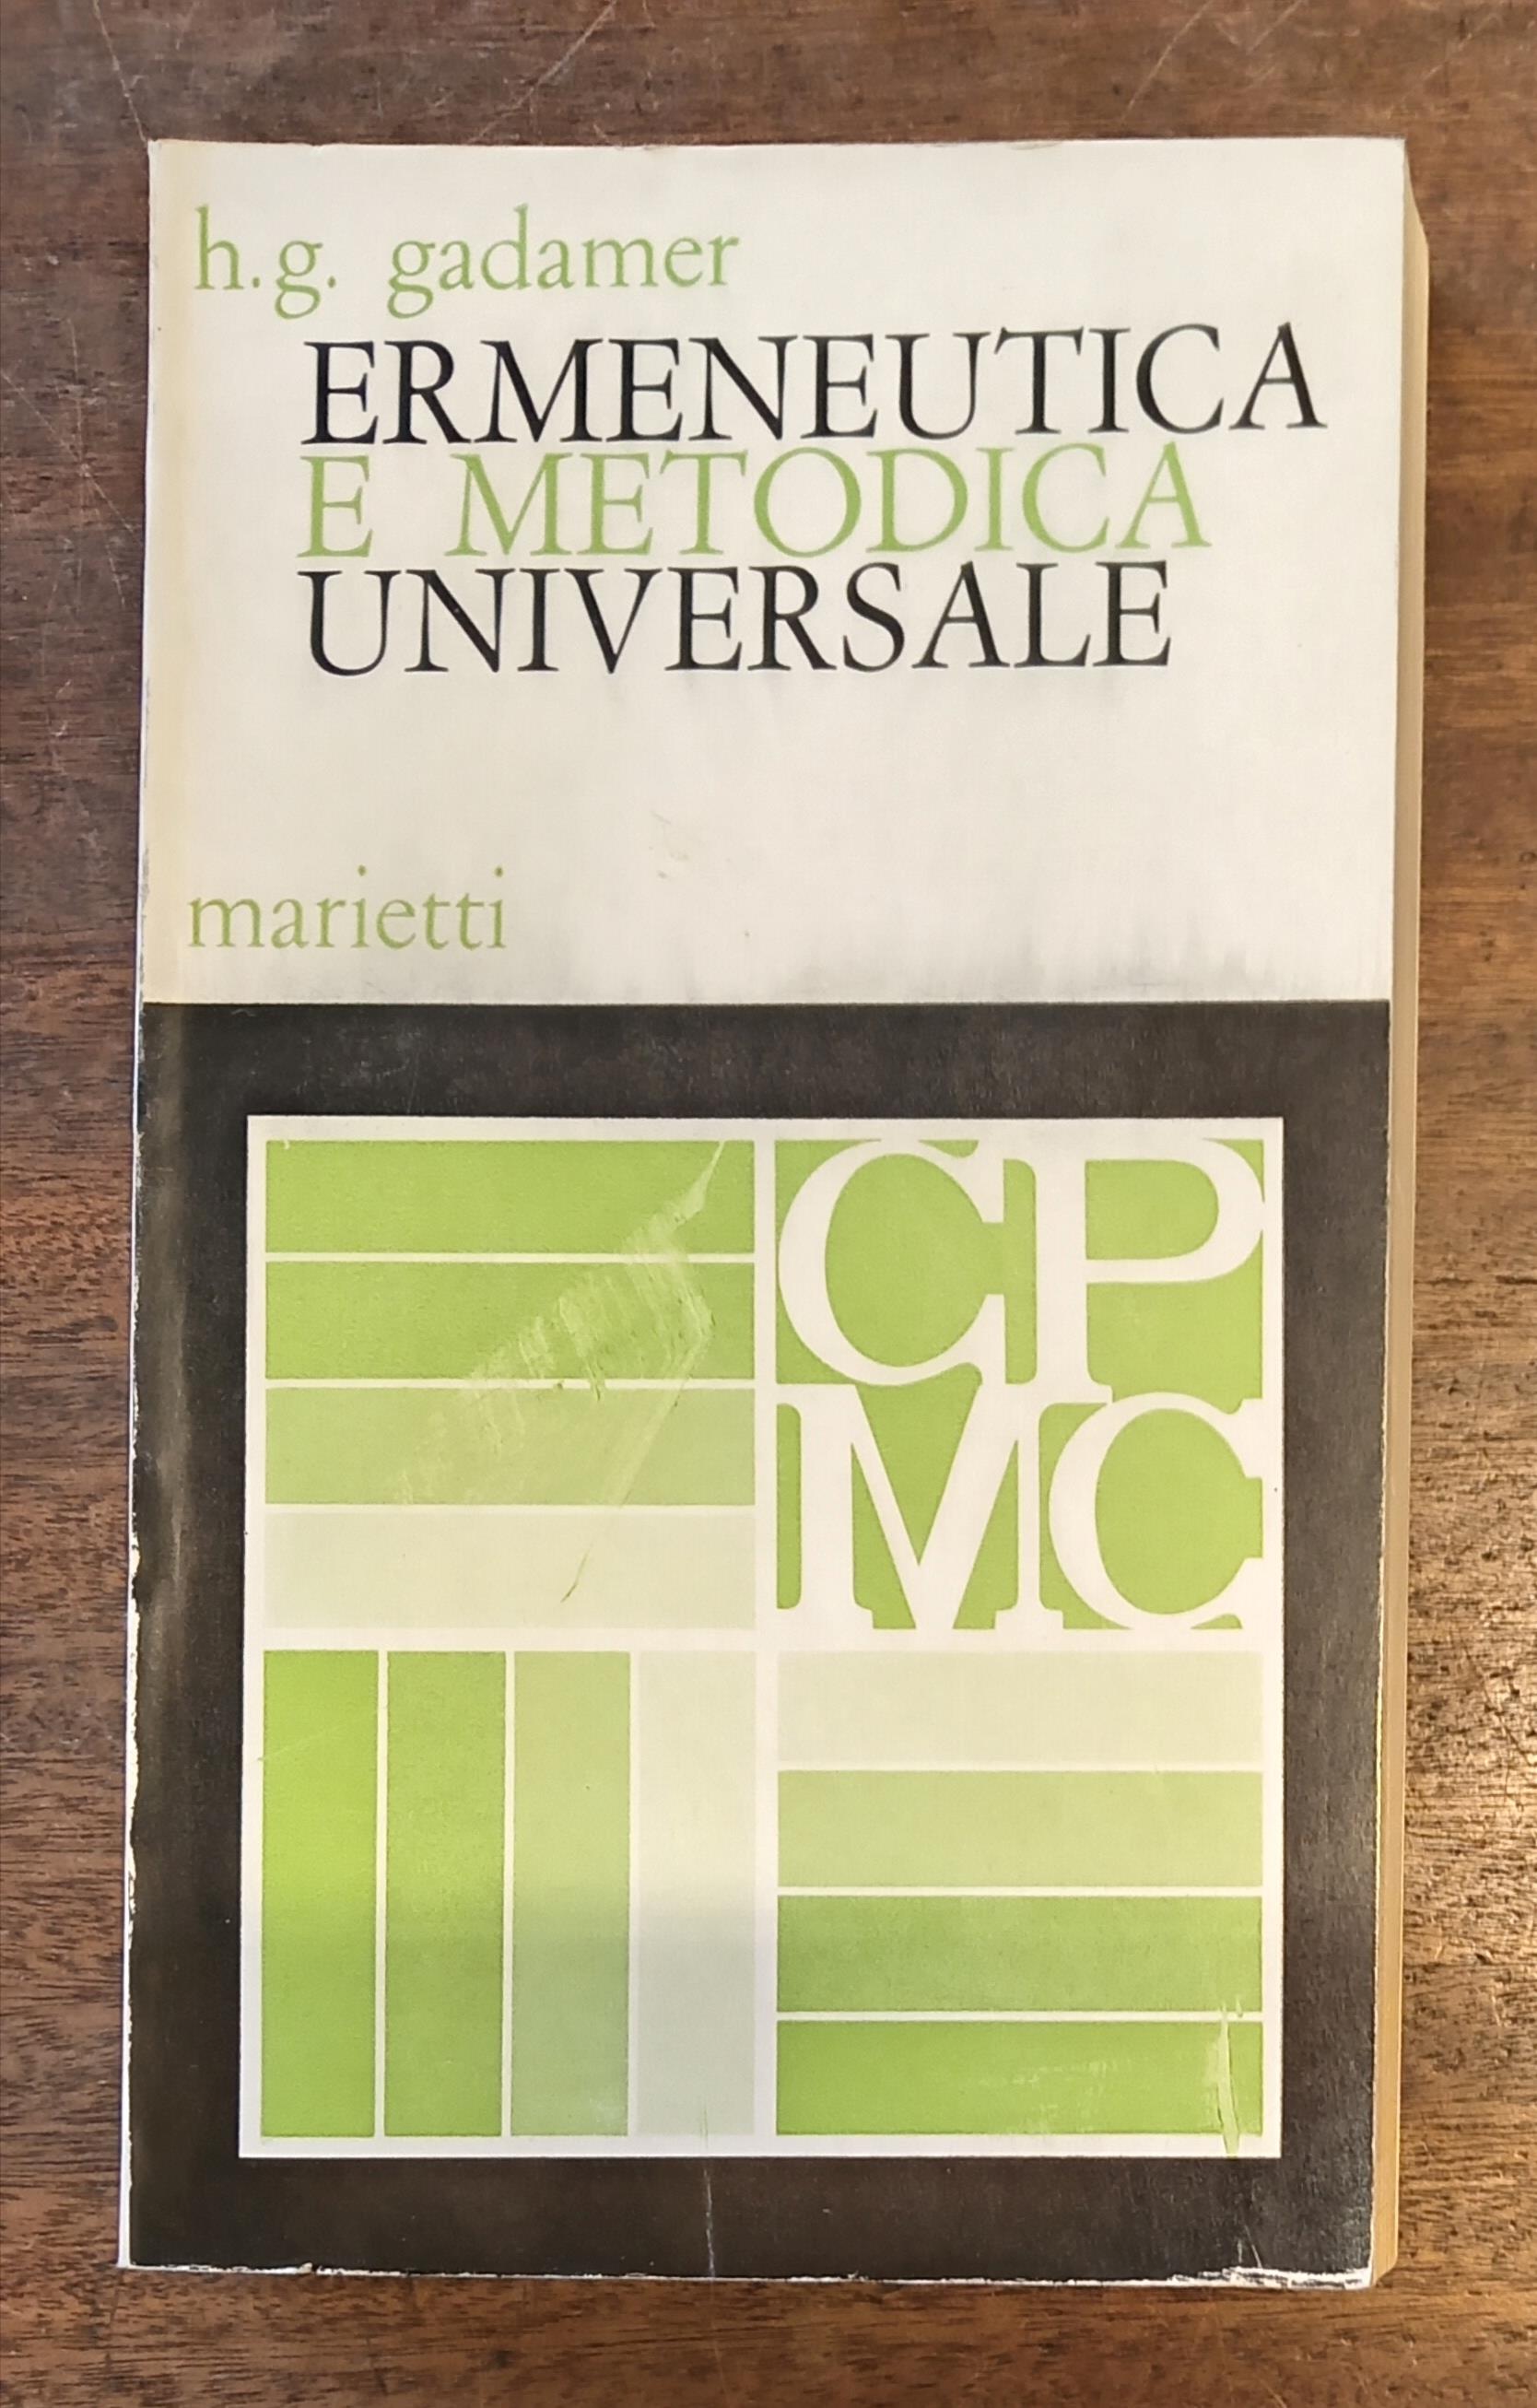 h.g. gadamer
ERMENEUTICA
E METODICA
UNIVERSALE
marietti
CP
MC